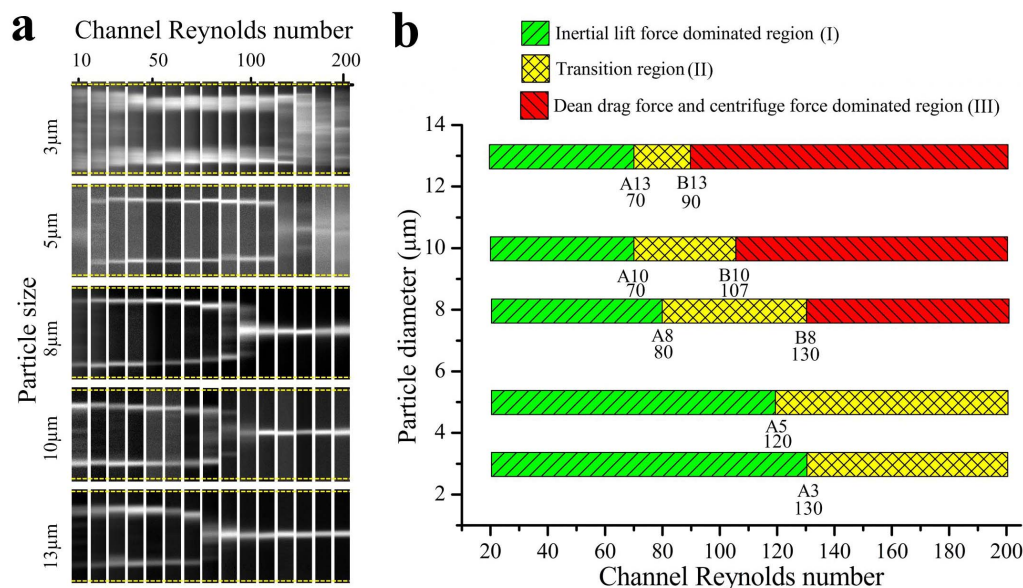 a
Channel Reynolds number
10 50 100 200
Particle size
3μm
5μm
8μm
10μm
13μm
b
Inertial lift force dominated region (I)
Transition region (II)
Dean drag force and centrifuge force dominated region (III)
Particle diameter (μm)
14
12
10
8
6
4
2
A13 B13
70 90
A10 B10
70 107
A8 B8
80 130
A5
120
A3
130
20 40 60 80 100 120 140 160 180 200
Channel Reynolds number